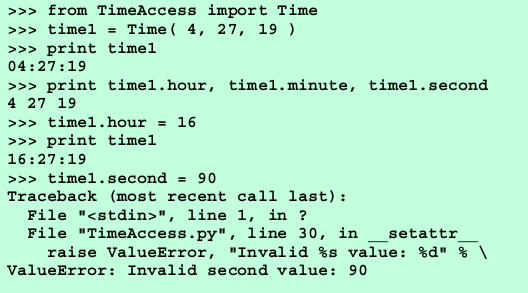 >>> from TimeAccess import Time
>>> time1 = Time( 4, 27, 19 )
>>> print time1
04:27:19
>>> print time1.hour, time1.minute, time1.second
4 27 19
>>> time1.hour = 16
>>> print time1
16:27:19
>>> time1.second = 90
Traceback (most recent call last):
  File "<stdin>", line 1, in ?
  File "TimeAccess.py", line 30, in __setattr__
    raise ValueError, "Invalid %s value: %d" % \
ValueError: Invalid second value: 90